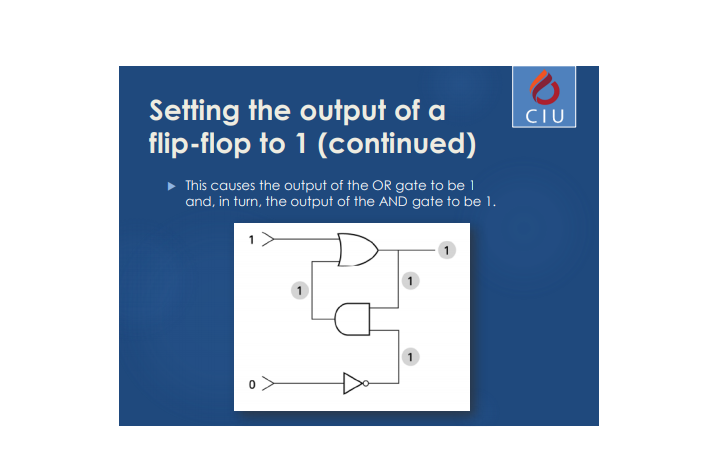 Setting the output of a
flip-flop to 1 (continued)
CIU
This causes the output of the OR gate to be 1
and, in turn, the output of the AND gate to be 1.
1
1
1
1
1
0